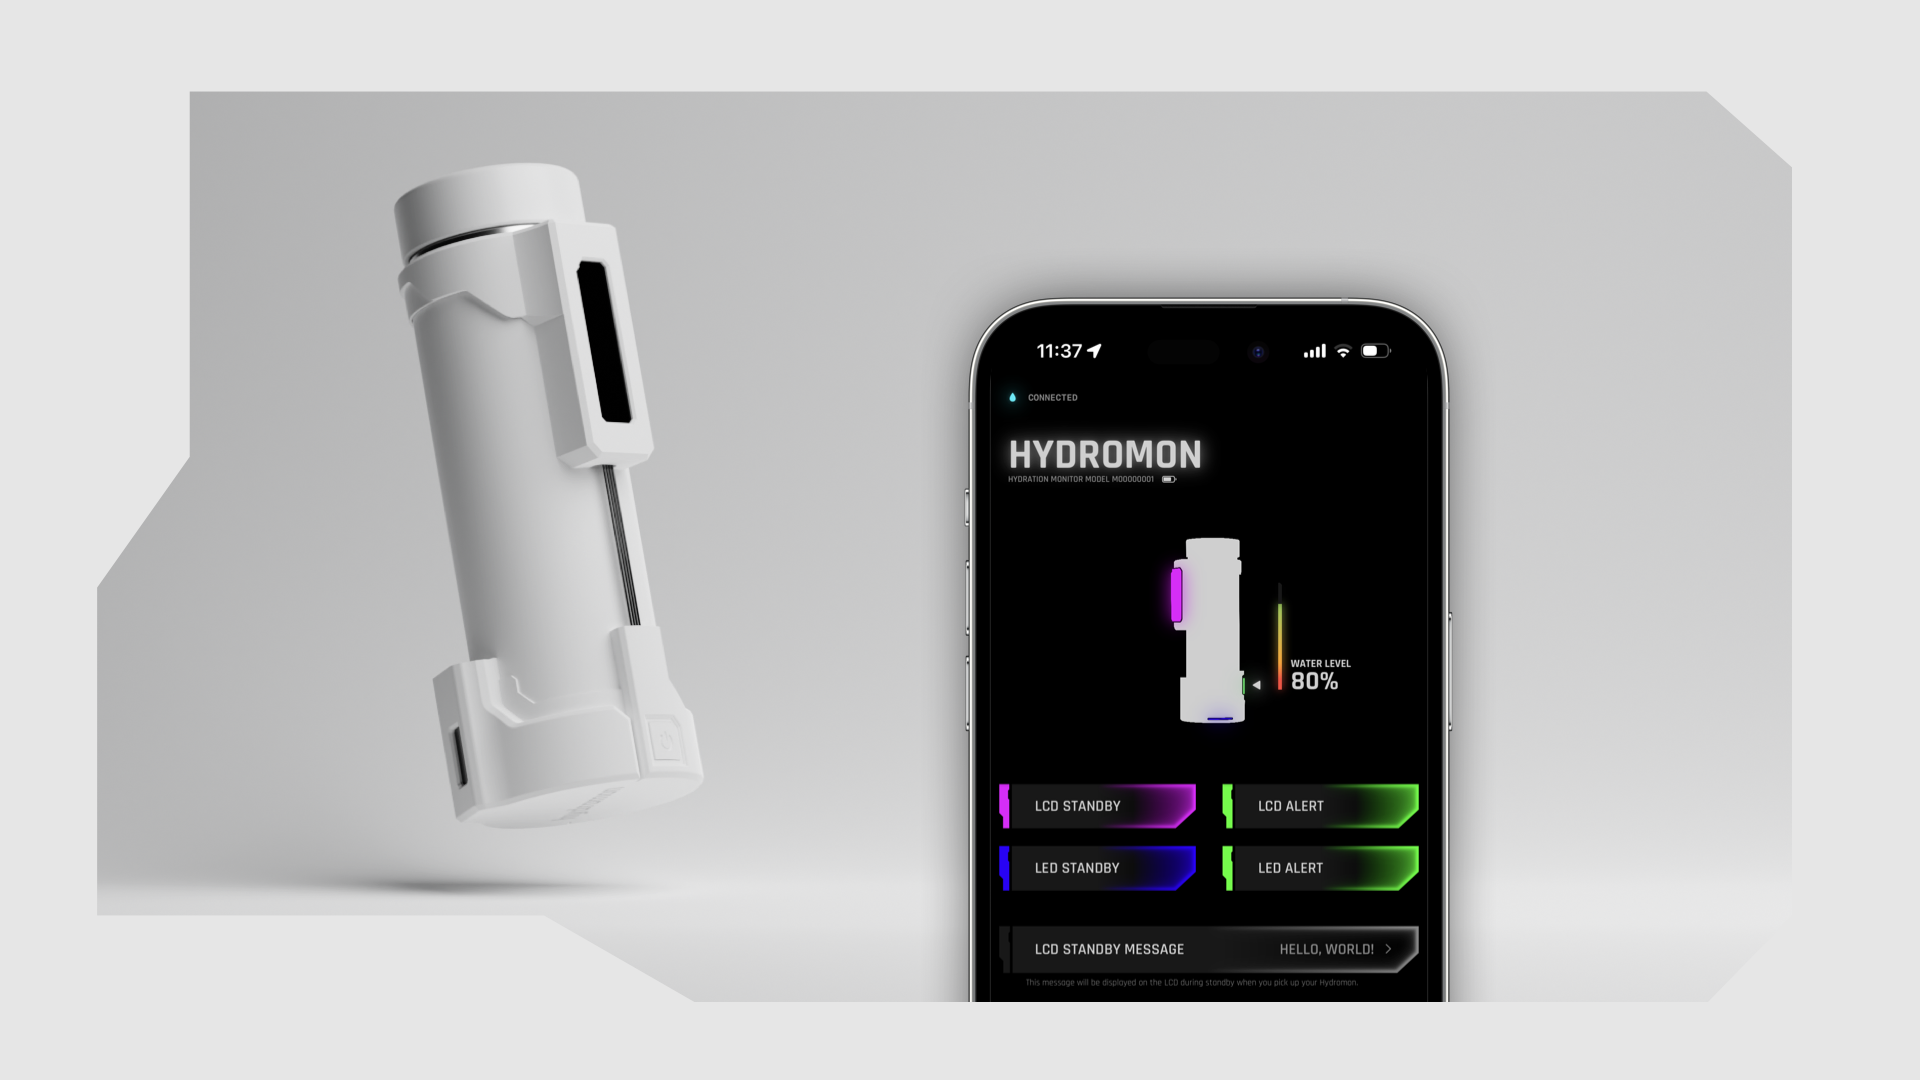 11:37
CONNECTED
HYDROMON
HYDRATION MONITOR MODEL M00000001
WATER LEVEL
80%
LCD STANDBY
LCD ALERT
LED STANDBY
LED ALERT
LCD STANDBY MESSAGE
HELLO, WORLD!
This message will be displayed on the LCD during standby when you pick up your Hydromon.